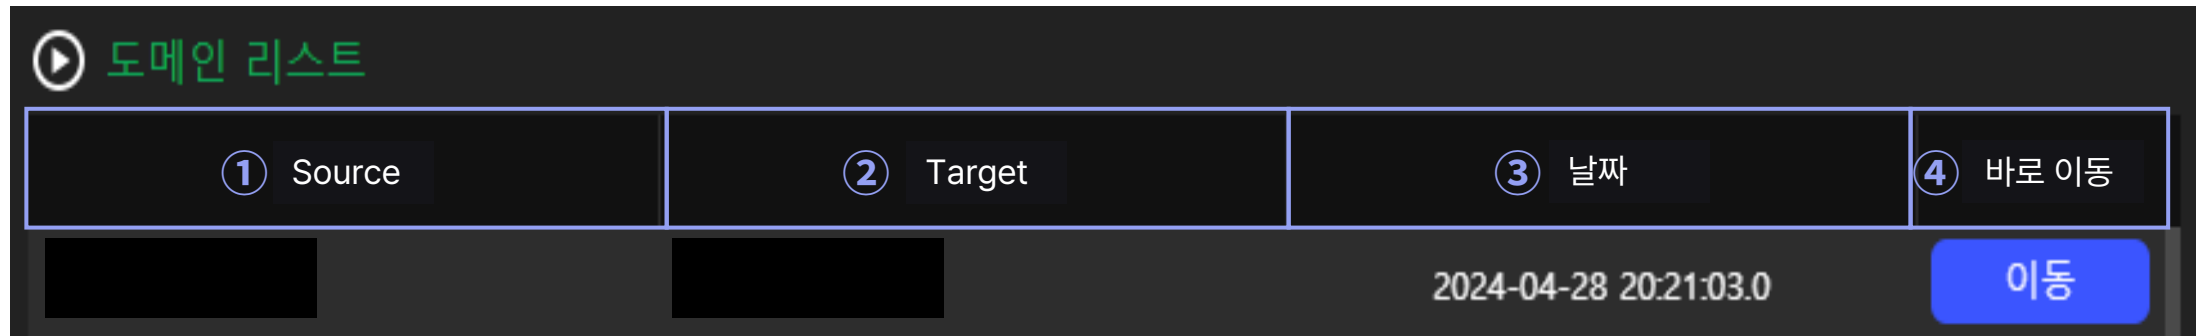 도메인 리스트
① Source ② Target ③ 날짜 ④ 바로 이동
2024-04-28 20:21:03.0 이동